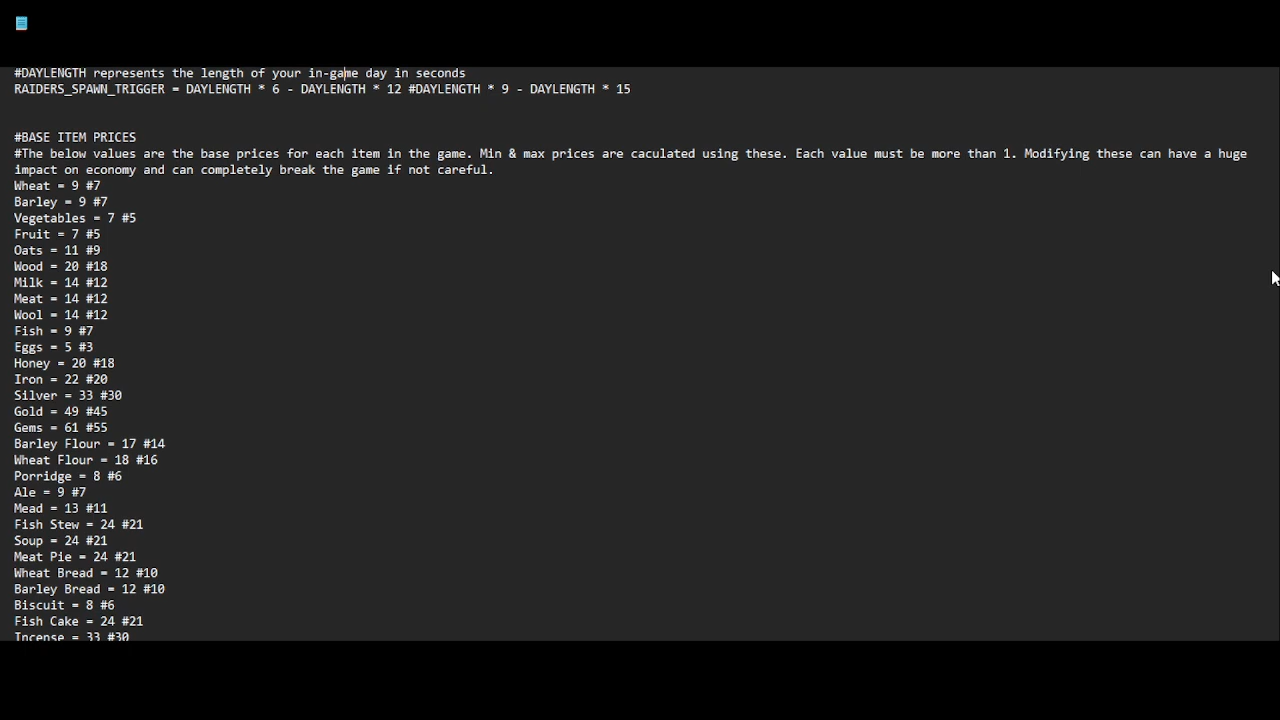 #DAYLENGTH represents the length of your in-game day in seconds
RAIDERS_SPAWN_TRIGGER = DAYLENGTH * 6 - DAYLENGTH * 12 #DAYLENGTH * 9 - DAYLENGTH * 15
#BASE ITEM PRICES
#The below values are the base prices for each item in the game. Min & max prices are caculated using these. Each value must be more than 1. Modifying these can have a huge
impact on economy and can completely break the game if not careful.
Wheat = 9 #7
Barley = 9 #7
Vegetables = 7 #5
Fruit = 7 #5
Oats = 11 #9
Wood = 20 #18
Milk = 14 #12
Meat = 14 #12
Wool = 14 #12
Fish = 9 #7
Eggs = 5 #3
Honey = 20 #18
Iron = 22 #20
Silver = 33 #30
Gold = 49 #45
Gems = 61 #55
Barley Flour = 17 #14
Wheat Flour = 18 #16
Porridge = 8 #6
Ale = 9 #7
Mead = 13 #11
Fish Stew = 24 #21
Soup = 24 #21
Meat Pie = 24 #21
Wheat Bread = 12 #10
Barley Bread = 12 #10
Biscuit = 8 #6
Fish Cake = 24 #21
Incense = 33 #30